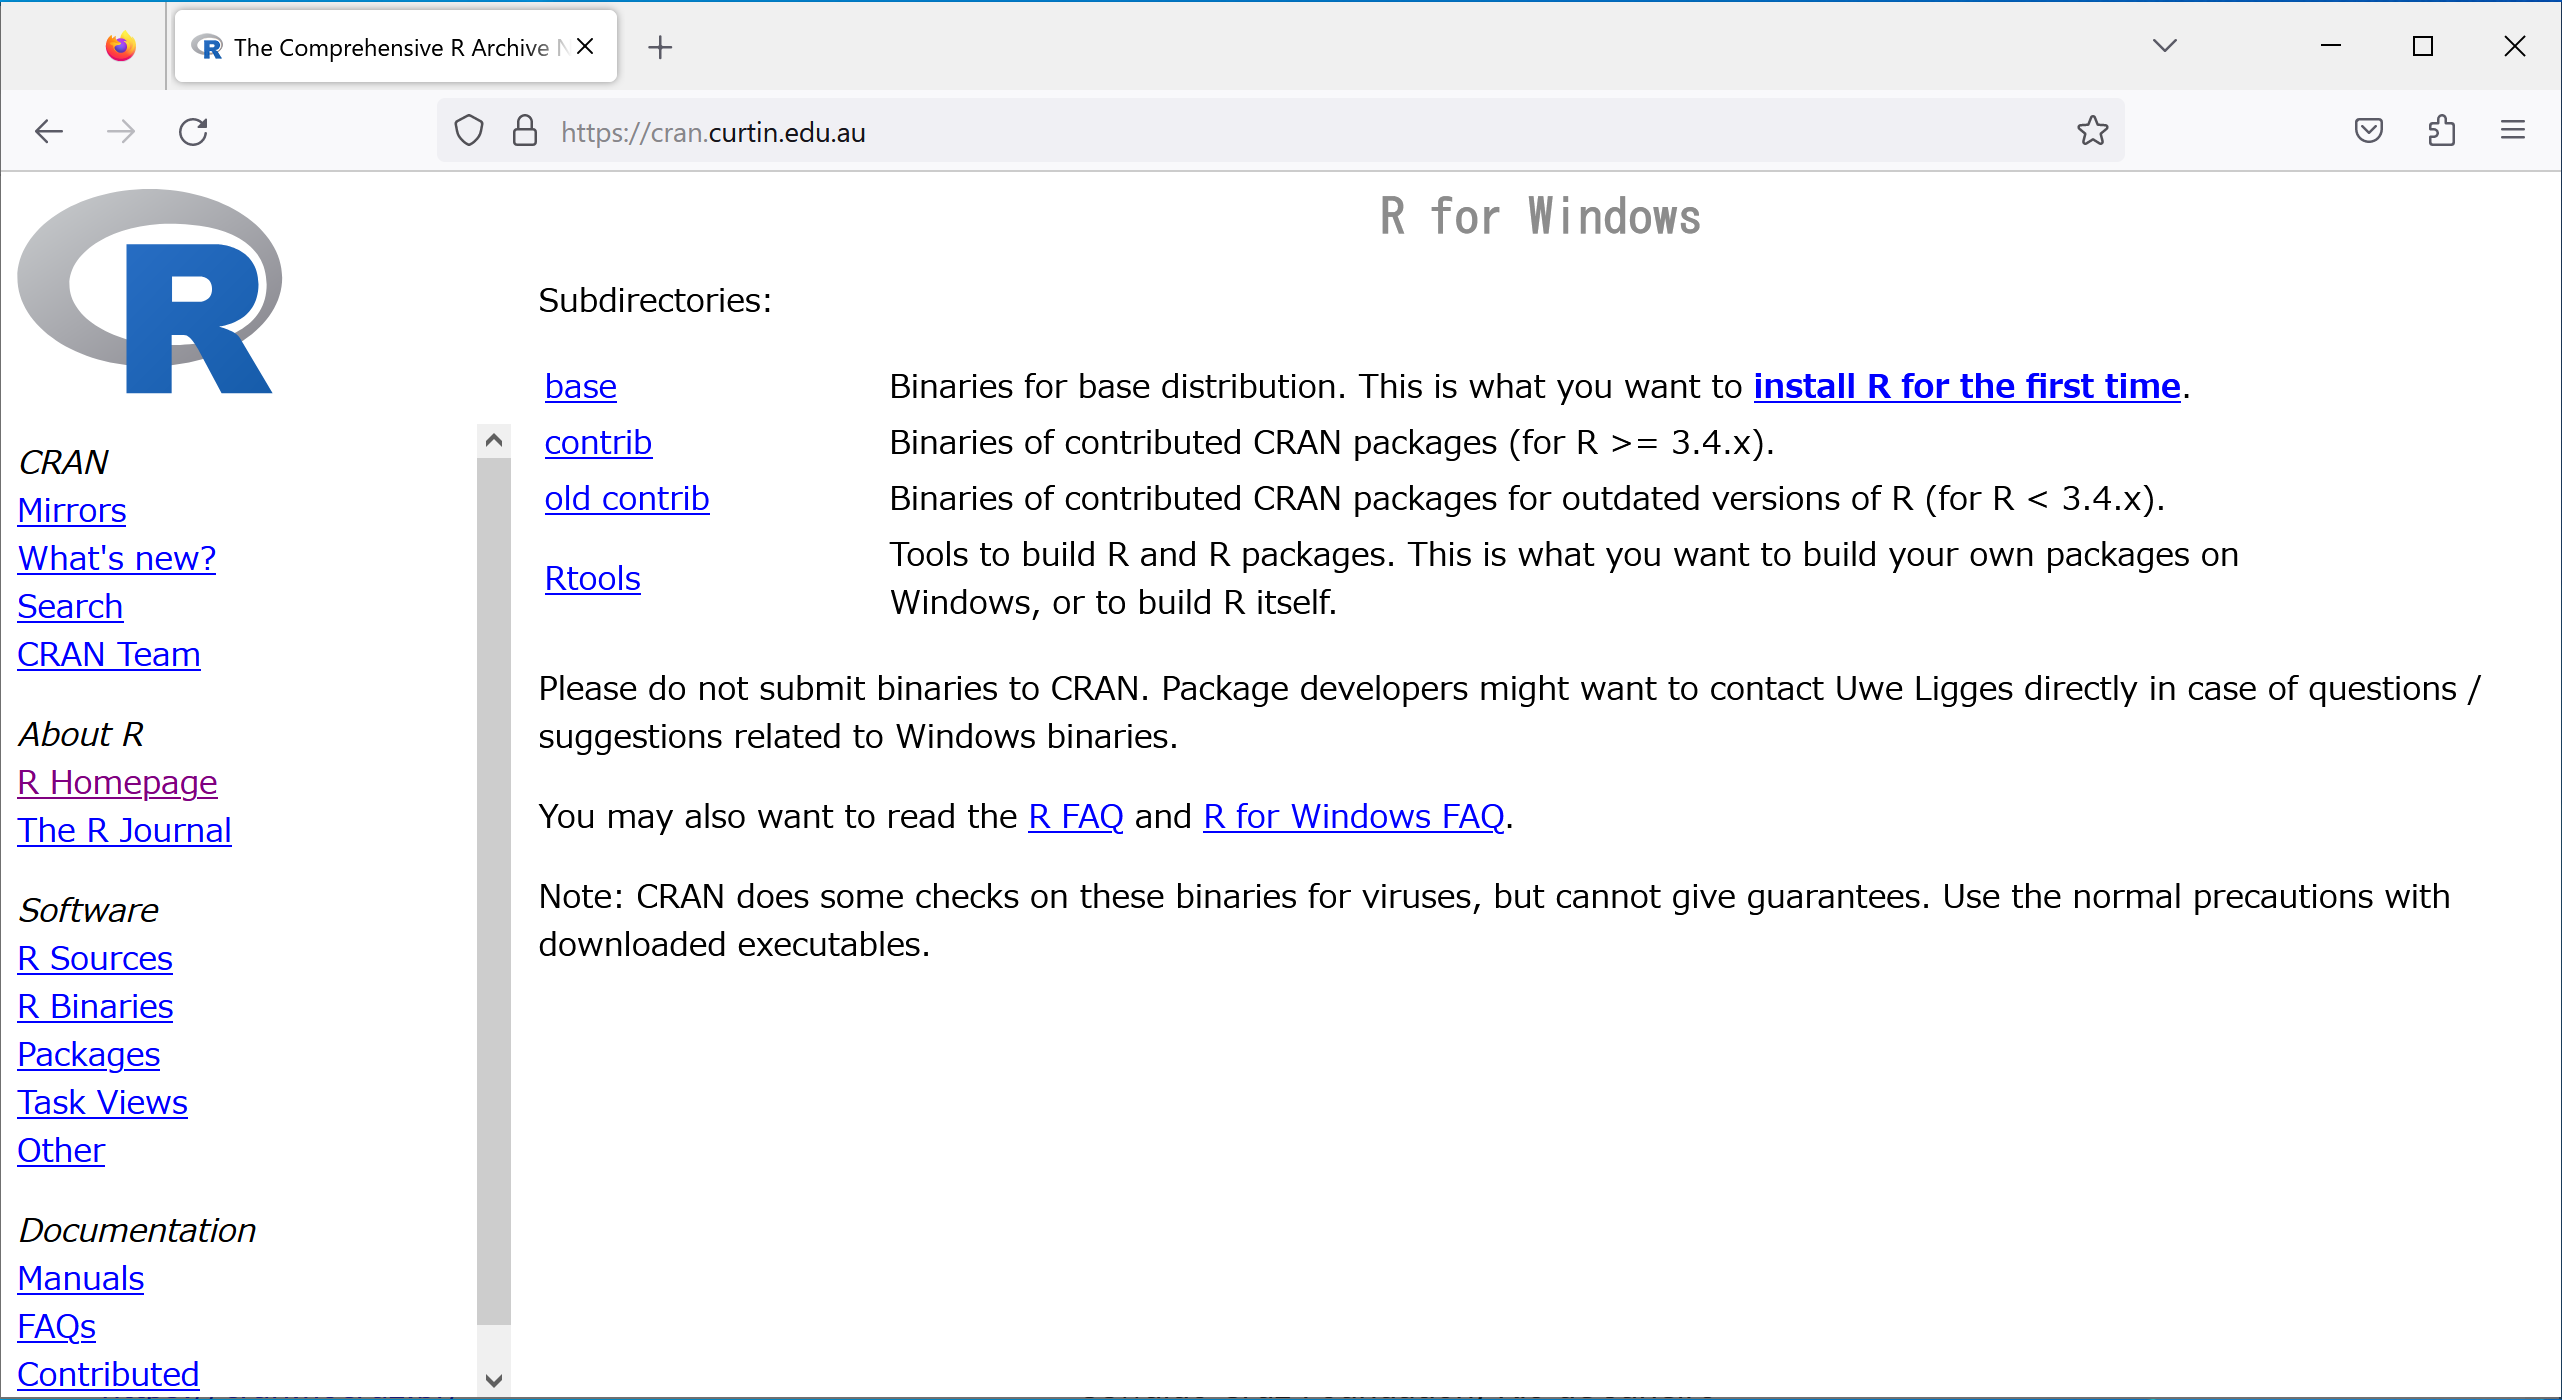 The Comprehensive R Archive N
https://cran.curtin.edu.au
R
R for Windows
Subdirectories:
base Binaries for base distribution. This is what you want to install R for the first time.
contrib Binaries of contributed CRAN packages (for R >= 3.4.x).
old contrib Binaries of contributed CRAN packages for outdated versions of R (for R < 3.4.x).
Rtools Tools to build R and R packages. This is what you want to build your own packages on
Windows, or to build R itself.
Please do not submit binaries to CRAN. Package developers might want to contact Uwe Ligges directly in case of questions /
suggestions related to Windows binaries.
You may also want to read the R FAQ and R for Windows FAQ.
Note: CRAN does some checks on these binaries for viruses, but cannot give guarantees. Use the normal precautions with
downloaded executables.
CRAN
Mirrors
What's new?
Search
CRAN Team
About R
R Homepage
The R Journal
Software
R Sources
R Binaries
Packages
Task Views
Other
Documentation
Manuals
FAQs
Contributed